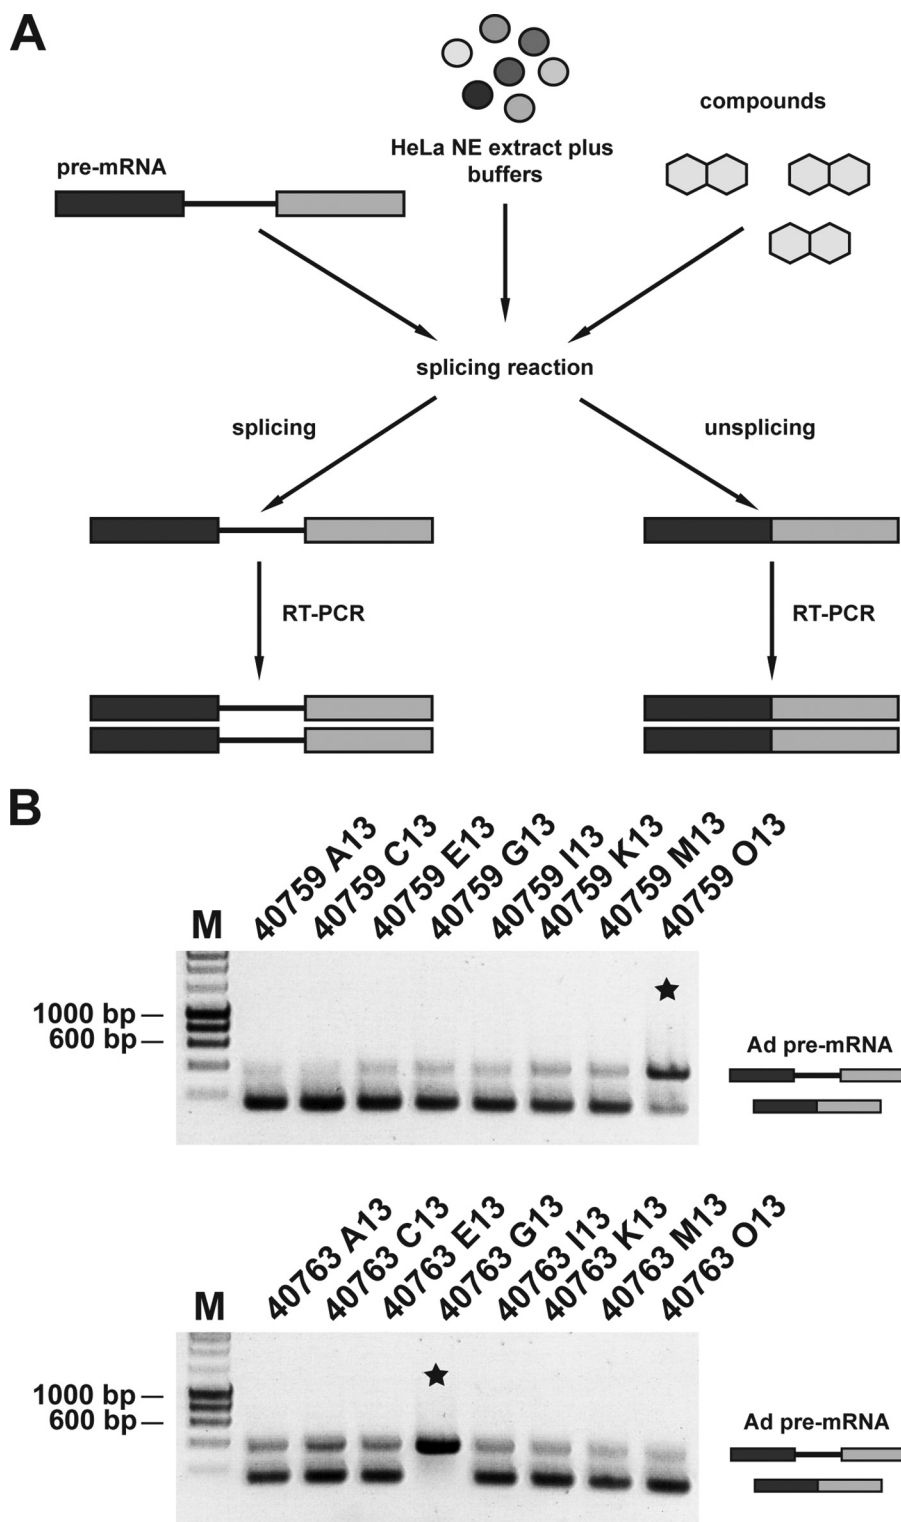 A
compounds
HeLa NE extract plus
buffers
pre-mRNA
splicing reaction
splicing
unsplicing
RT-PCR
RT-PCR
B
M
40759 A13
40759 C13
40759 E13
40759 G13
40759 I13
40759 K13
40759 M13
40759 O13
1000 bp
600 bp
Ad pre-mRNA
M
40763 A13
40763 C13
40763 E13
40763 G13
40763 I13
40763 K13
40763 M13
40763 O13
1000 bp
600 bp
Ad pre-mRNA